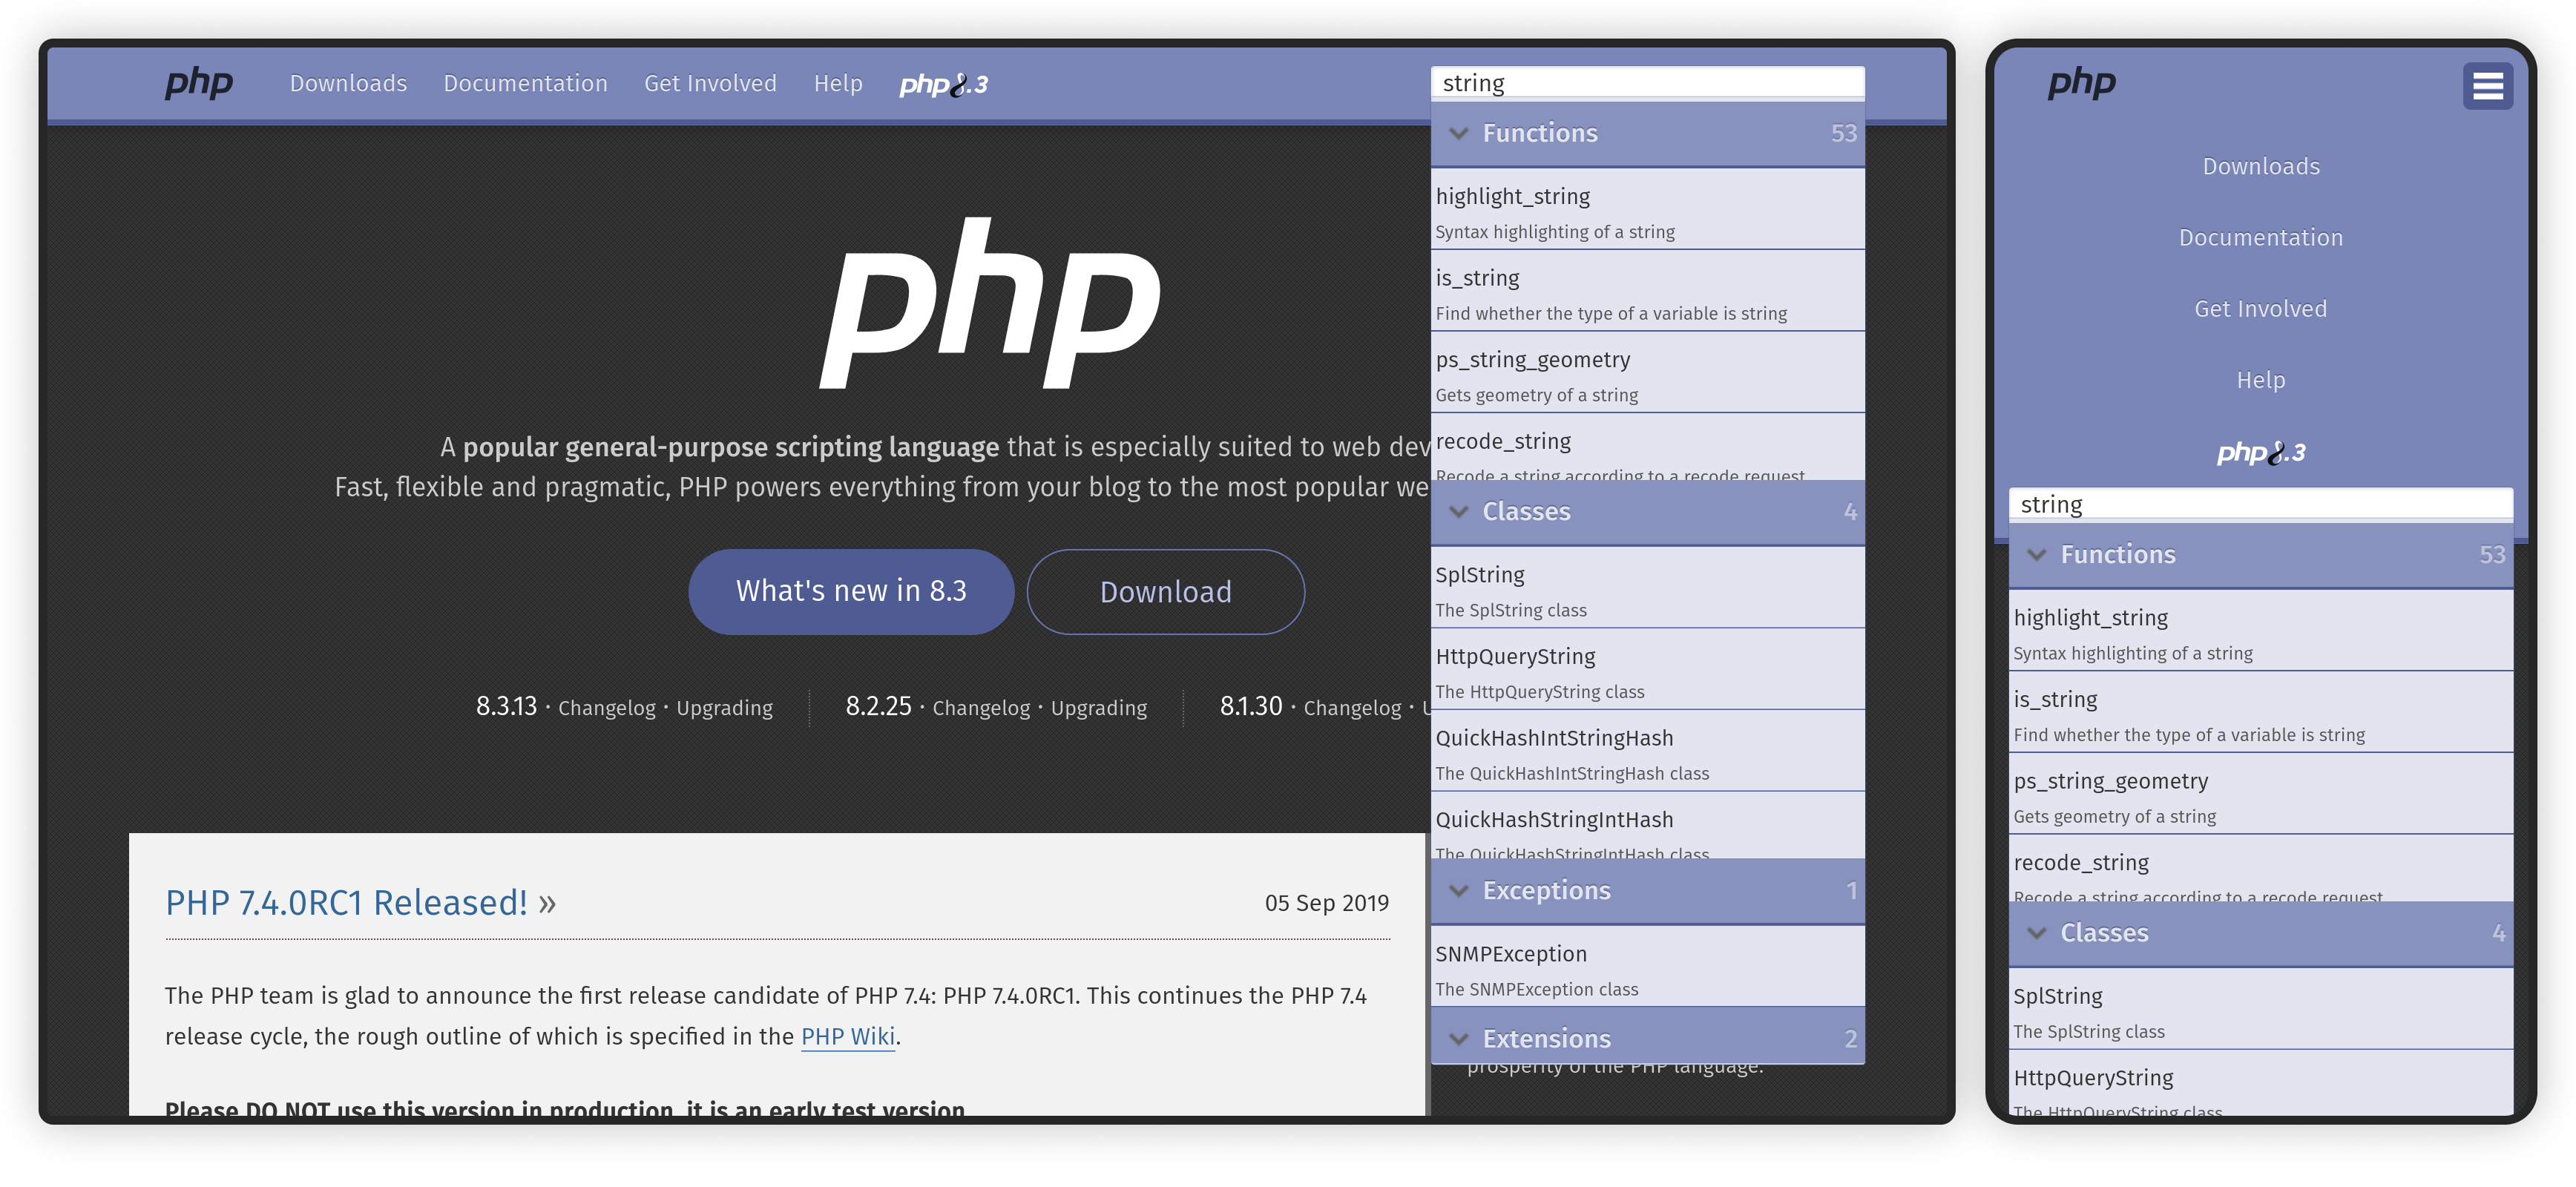 php Downloads Documentation Get Involved Help php8.3
string
Functions 53
highlight_string
Syntax highlighting of a string
is_string
Find whether the type of a variable is string
ps_string_geometry
Gets geometry of a string
recode_string
Recode a string according to a recode request
Classes 4
SplString
The SplString class
HttpQueryString
The HttpQueryString class
QuickHashIntStringHash
The QuickHashIntStringHash class
QuickHashStringIntHash
The QuickHashStringIntHash class
Exceptions 1
SNMPException
The SNMPException class
Extensions 2
php
A popular general-purpose scripting language that is especially suited to web dev
Fast, flexible and pragmatic, PHP powers everything from your blog to the most popular we
What's new in 8.3
Download
8.3.13 · Changelog · Upgrading
8.2.25 · Changelog · Upgrading
8.1.30 · Changelog ·
PHP 7.4.0RC1 Released! »
05 Sep 2019
The PHP team is glad to announce the first release candidate of PHP 7.4: PHP 7.4.0RC1. This continues the PHP 7.4
release cycle, the rough outline of which is specified in the PHP Wiki.
Please DO NOT use this version in production, it is an early test version
prosperity of the PHP language.
php
Downloads
Documentation
Get Involved
Help
php8.3
string
Functions 53
highlight_string
Syntax highlighting of a string
is_string
Find whether the type of a variable is string
ps_string_geometry
Gets geometry of a string
recode_string
Recode a string according to a recode request
Classes 4
SplString
The SplString class
HttpQueryString
The HttpQueryString class